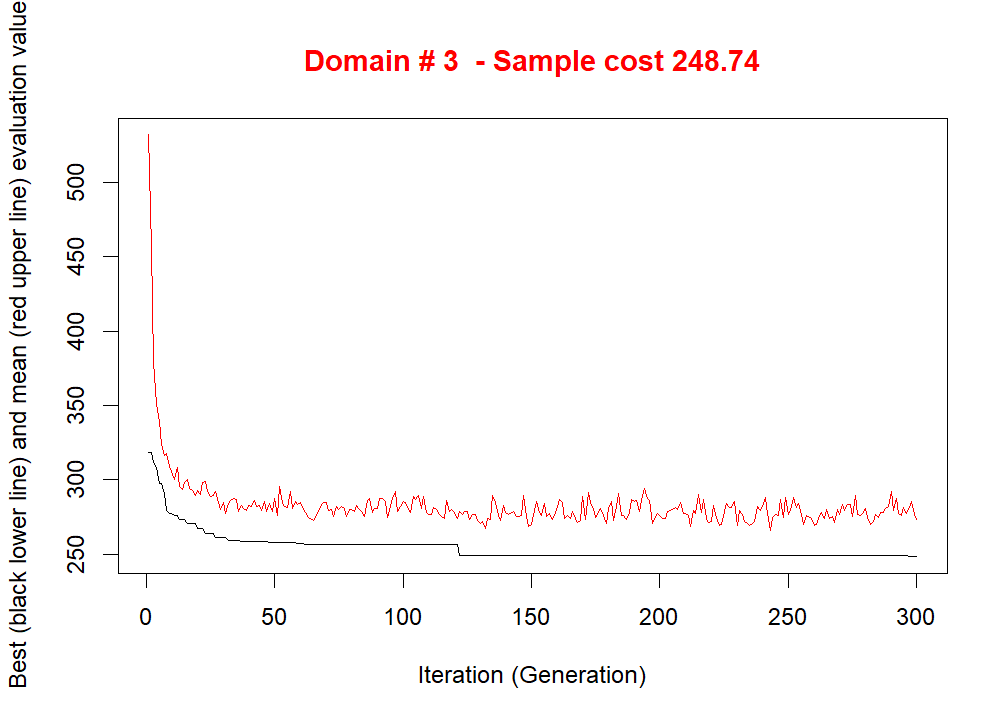 Domain # 3  - Sample cost 248.74
Best (black lower line) and mean (red upper line) evaluation value
500
450
400
350
300
250
0 50 100 150 200 250 300
Iteration (Generation)